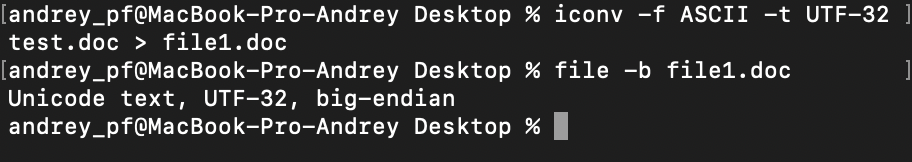 [andrey_pf@MacBook-Pro-Andrey Desktop % iconv -f ASCII -t UTF-32 ]
test.doc > file1.doc
[andrey_pf@MacBook-Pro-Andrey Desktop % file -b file1.doc ]
Unicode text, UTF-32, big-endian
andrey_pf@MacBook-Pro-Andrey Desktop %